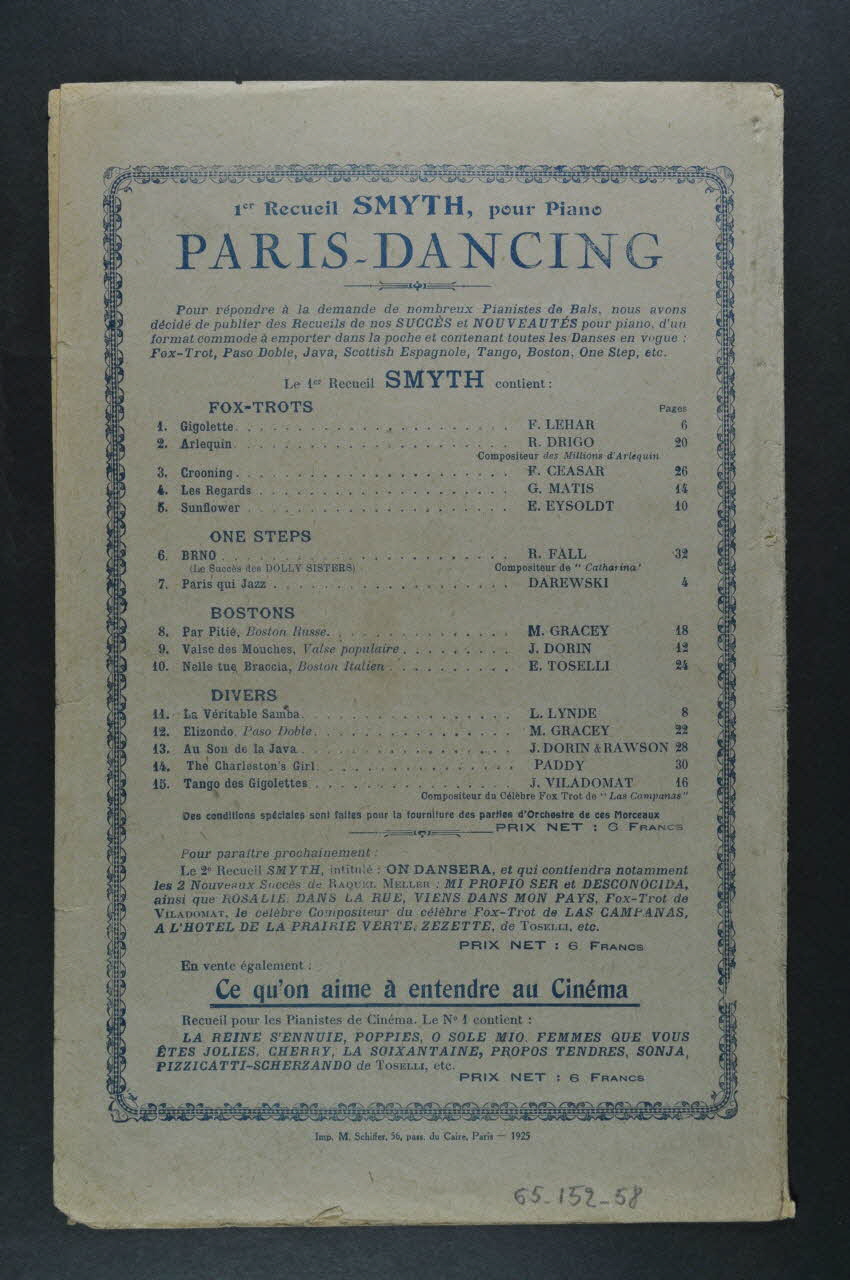 1er Recueil SMYTH, pour Piano
PARIS-DANCING
Pour répondre à la demande de nombreux Pianistes de Bals, nous avons
décidé de publier des Recueils de nos SUCCÈS et NOUVEAUTÉS pour piano, d'un
format commode à emporter dans la poche et contenant toutes les Danses en vogue :
Fox-Trot, Paso Doble, Java, Scottish Espagnole, Tango, Boston, One Step, etc.
Le 1er Recueil SMYTH contient :
FOX-TROTS Pages
1. Gigolette. . . . . . . . . . F. LEHAR 6
2. Arlequin. . . . . . . . . . R. DRIGO 20
Compositeur des Millions d'Arlequin
3. Crooning. . . . . . . . . . F. CEASAR 26
4. Les Regards . . . . . . . . . . G. MATIS 14
5. Sunflower . . . . . . . . . . E. EYSOLDT 10
ONE STEPS
6. BRNO . . . . . . . . . . R. FALL 32
(Le Succès des DOLLY SISTERS) Compositeur de "Catharina"
7. Paris qui Jazz . . . . . . . . . . DAREWSKI 4
BOSTONS
8. Par Pitié, Boston Russe. . . . . . . . . . M. GRACEY 18
9. Valse des Mouches, Valse populaire . . . . . . . J. DORIN 12
10. Nelle tue Braccia, Boston Italien . . . . . . . . E. TOSELLI 24
DIVERS
11. La Véritable Samba. . . . . . . . . . L. LYNDE 8
12. Elizondo, Paso Doble. . . . . . . . . . M. GRACEY 22
13. Au Son de la Java. . . . . . . . . . J. DORIN & RAWSON 28
14. The Charleston's Girl. . . . . . . . . . PADDY 30
15. Tango des Gigolettes . . . . . . . . . . J. VILADOMAT 16
Compositeur du Célèbre Fox Trot de "Las Campanas"
Des conditions spéciales sont faites pour la fourniture des parties d'Orchestre de ces Morceaux
PRIX NET : 6 FRANCS
Pour paraître prochainement :
Le 2e Recueil SMYTH, intitulé : ON DANSERA, et qui contiendra notamment
les 2 Nouveaux Succès de RAQUEL MELLER : MI PROPIO SER et DESCONOCIDA,
ainsi que ROSALIE, DANS LA RUE, VIENS DANS MON PAYS, Fox-Trot de
VILADOMAT, le célèbre Compositeur du célèbre Fox-Trot de LAS CAMPANAS,
A L'HOTEL DE LA PRAIRIE VERTE, ZEZETTE, de TOSELLI, etc.
PRIX NET : 6 FRANCS
En vente également :
Ce qu'on aime à entendre au Cinéma
Recueil pour les Pianistes de Cinéma. Le No 1 contient :
LA REINE S'ENNUIE, POPPIES, O SOLE MIO, FEMMES QUE VOUS
ÊTES JOLIES, CHERRY, LA SOIXANTAINE, PROPOS TENDRES, SONJA,
PIZZICATTI-SCHERZANDO de TOSELLI, etc.
PRIX NET : 6 FRANCS
Imp. M. Schiffer, 56, pass. du Caire, Paris — 1925
65-152-58